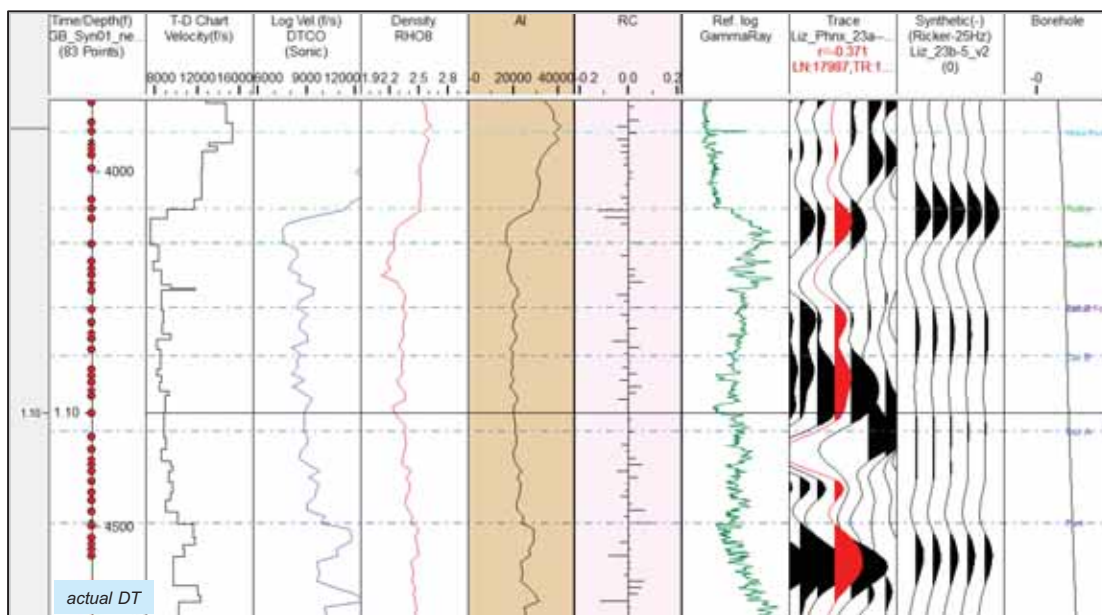 Time/Depth(f)
GB_Syn01_ne...
(83 Points)
T-D Chart
Velocity(f/s)
8000 12000 16000
Log Vel.(f/s)
DTCO
(Sonic)
6000 9000 12000
Density
RHO8
1.92 2.2 2.5 2.8
AI
-0 20000 40000
RC
-0.2 0.0 0.2
Ref. log
GammaRay
Trace
Liz_Phnx_23a--...
r=-0.371
LN:17987,TR:1...
Synthetic(-)
(Ricker-25Hz)
Liz_23b-5_v2
(0)
Borehole
-0
4000
1.10 1.10
4500
actual DT